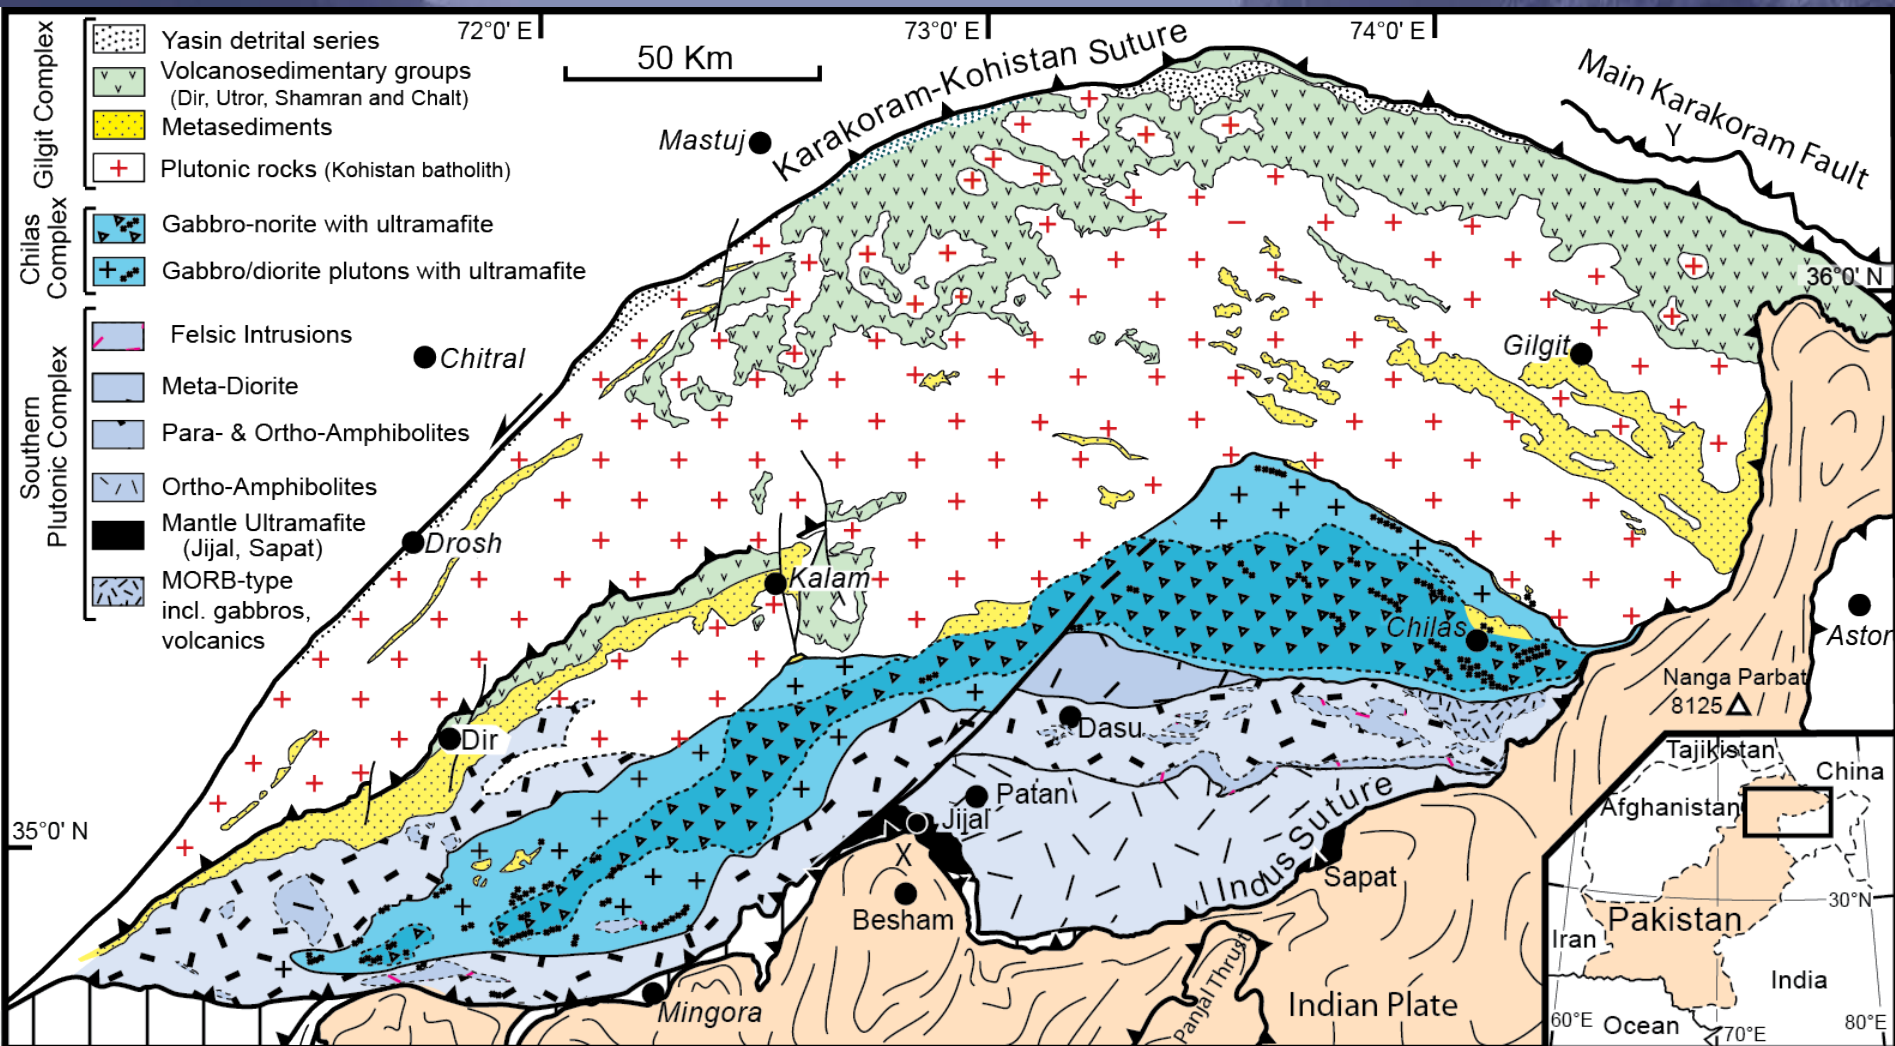 Gilgit Complex
Yasin detrital series
Volcanosedimentary groups
(Dir, Utror, Shamran and Chalt)
Metasediments
Plutonic rocks (Kohistan batholith)
Chilas
Complex
Gabbro-norite with ultramafite
Gabbro/diorite plutons with ultramafite
Southern
Plutonic Complex
Felsic Intrusions
Meta-Diorite
Para- & Ortho-Amphibolites
Ortho-Amphibolites
Mantle Ultramafite
(Jijal, Sapat)
MORB-type
incl. gabbros,
volcanics
72°0' E
73°0' E
74°0' E
50 Km
Karakoram-Kohistan Suture
Main Karakoram Fault
Y
Mastuj
36°0' N
Chitral
Gilgit
Drosh
Kalam
Chilas
Astor
Nanga Parbat
8125
Dir
Dasu
Patan
Jijal
35°0' N
X
Indus Suture
Sapat
Besham
Mingora
Panjal Thrust
Indian Plate
Tajikistan
China
Afghanistan
30°N
Pakistan
Iran
India
60°E
Ocean
70°E
80°E